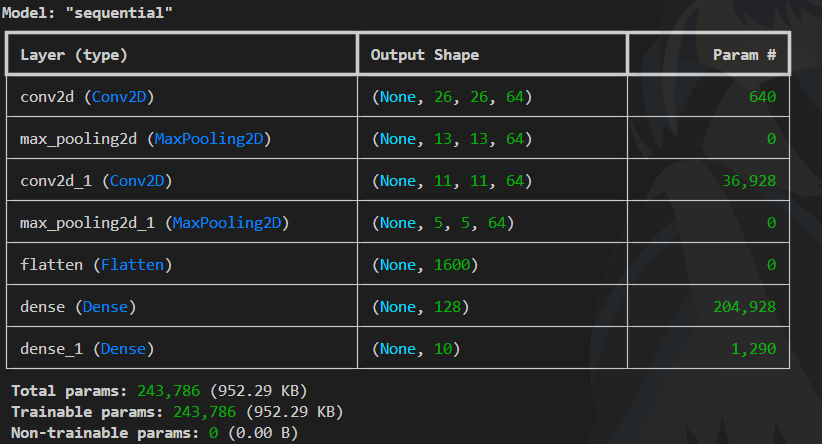 Model: "sequential"
Layer (type) Output Shape Param #
conv2d (Conv2D) (None, 26, 26, 64) 640
max_pooling2d (MaxPooling2D) (None, 13, 13, 64) 0
conv2d_1 (Conv2D) (None, 11, 11, 64) 36,928
max_pooling2d_1 (MaxPooling2D) (None, 5, 5, 64) 0
flatten (Flatten) (None, 1600) 0
dense (Dense) (None, 128) 204,928
dense_1 (Dense) (None, 10) 1,290
Total params: 243,786 (952.29 KB)
Trainable params: 243,786 (952.29 KB)
Non-trainable params: 0 (0.00 B)